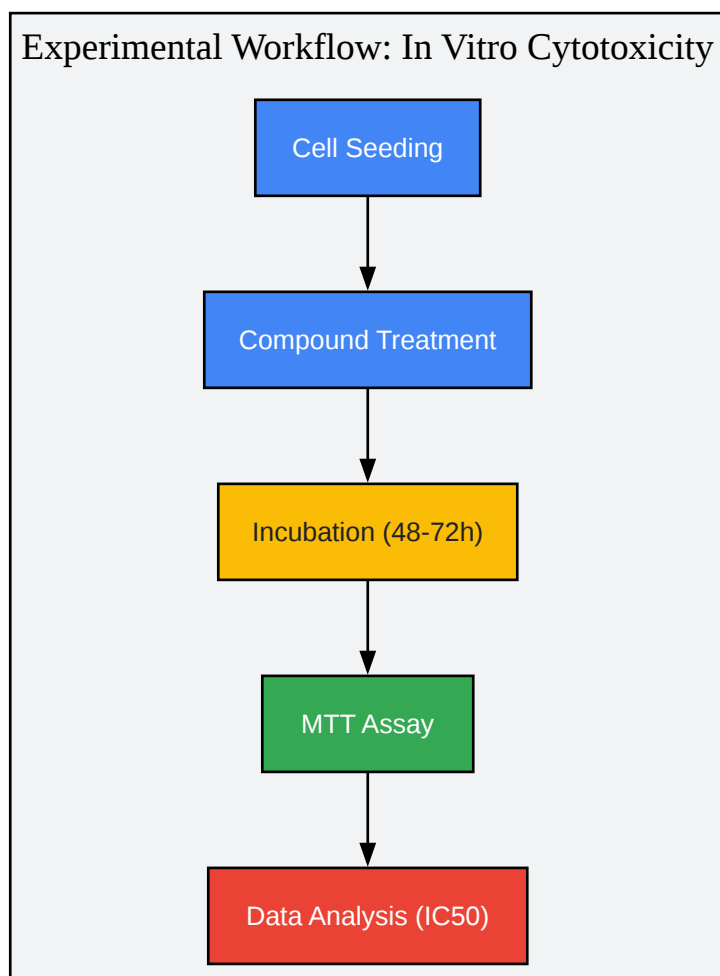 Experimental Workflow: In Vitro Cytotoxicity
Cell Seeding
Compound Treatment
Incubation (48-72h)
MTT Assay
Data Analysis (IC50)